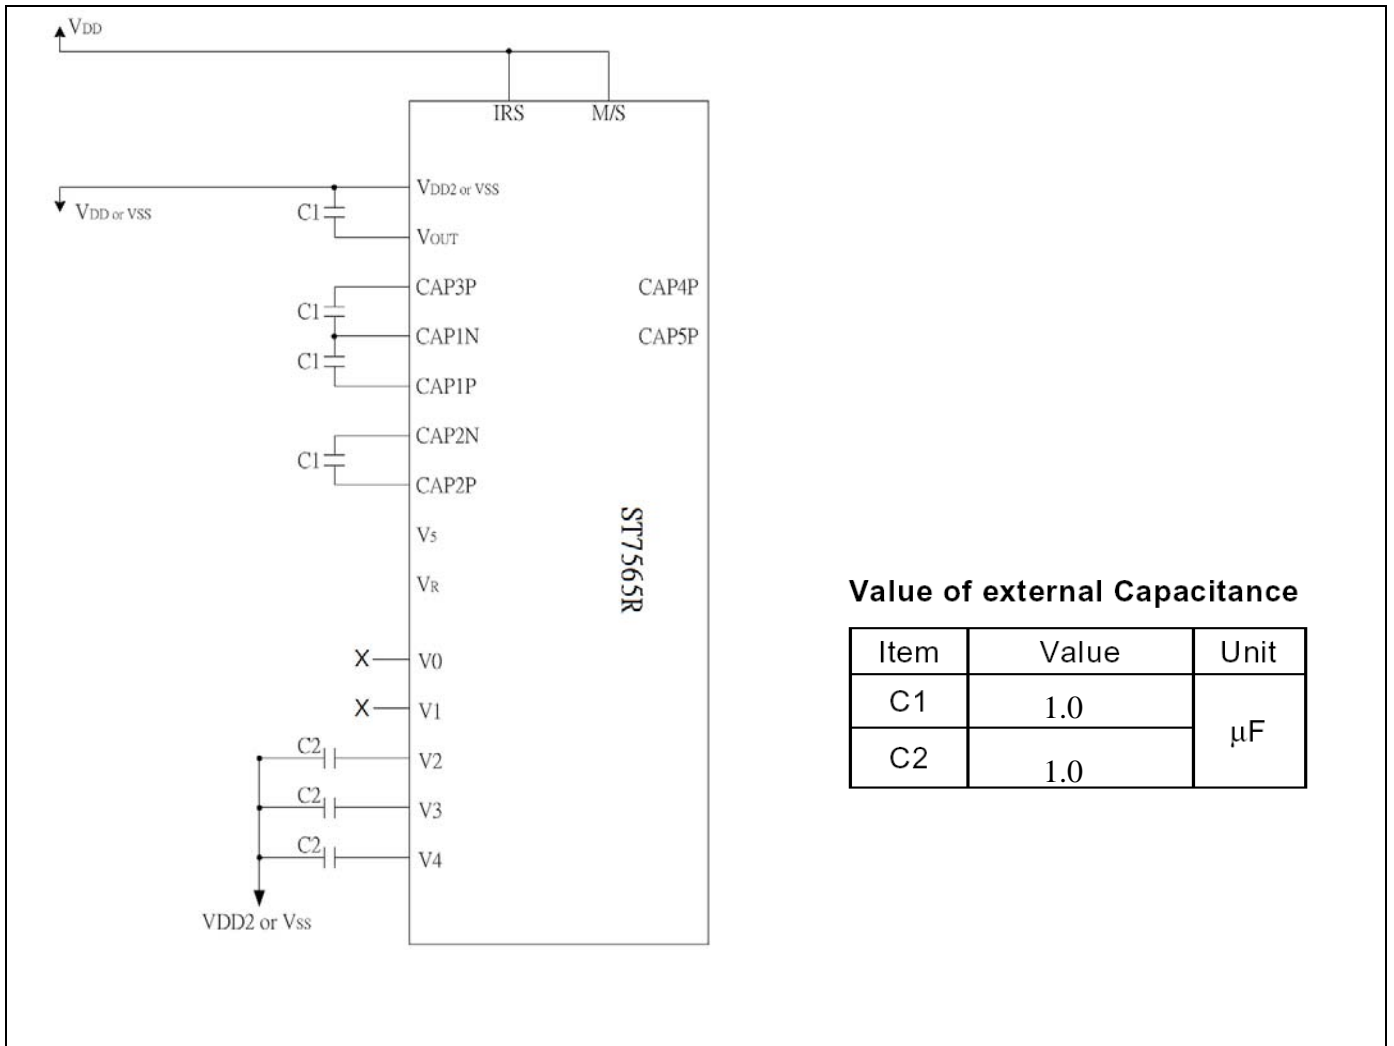 VDD
IRS M/S
VDD2 or VSS
VDD or VSS
C1
VOUT
CAP3P CAP4P
C1
CAP1N CAP5P
C1
CAP1P
CAP2N
C1
CAP2P
V5
ST7565R
VR
X V0
X V1
C2 V2
C2 V3
C2 V4
VDD2 or VSS
Value of external Capacitance
Item Value Unit
C1 1.0
µF
C2 1.0